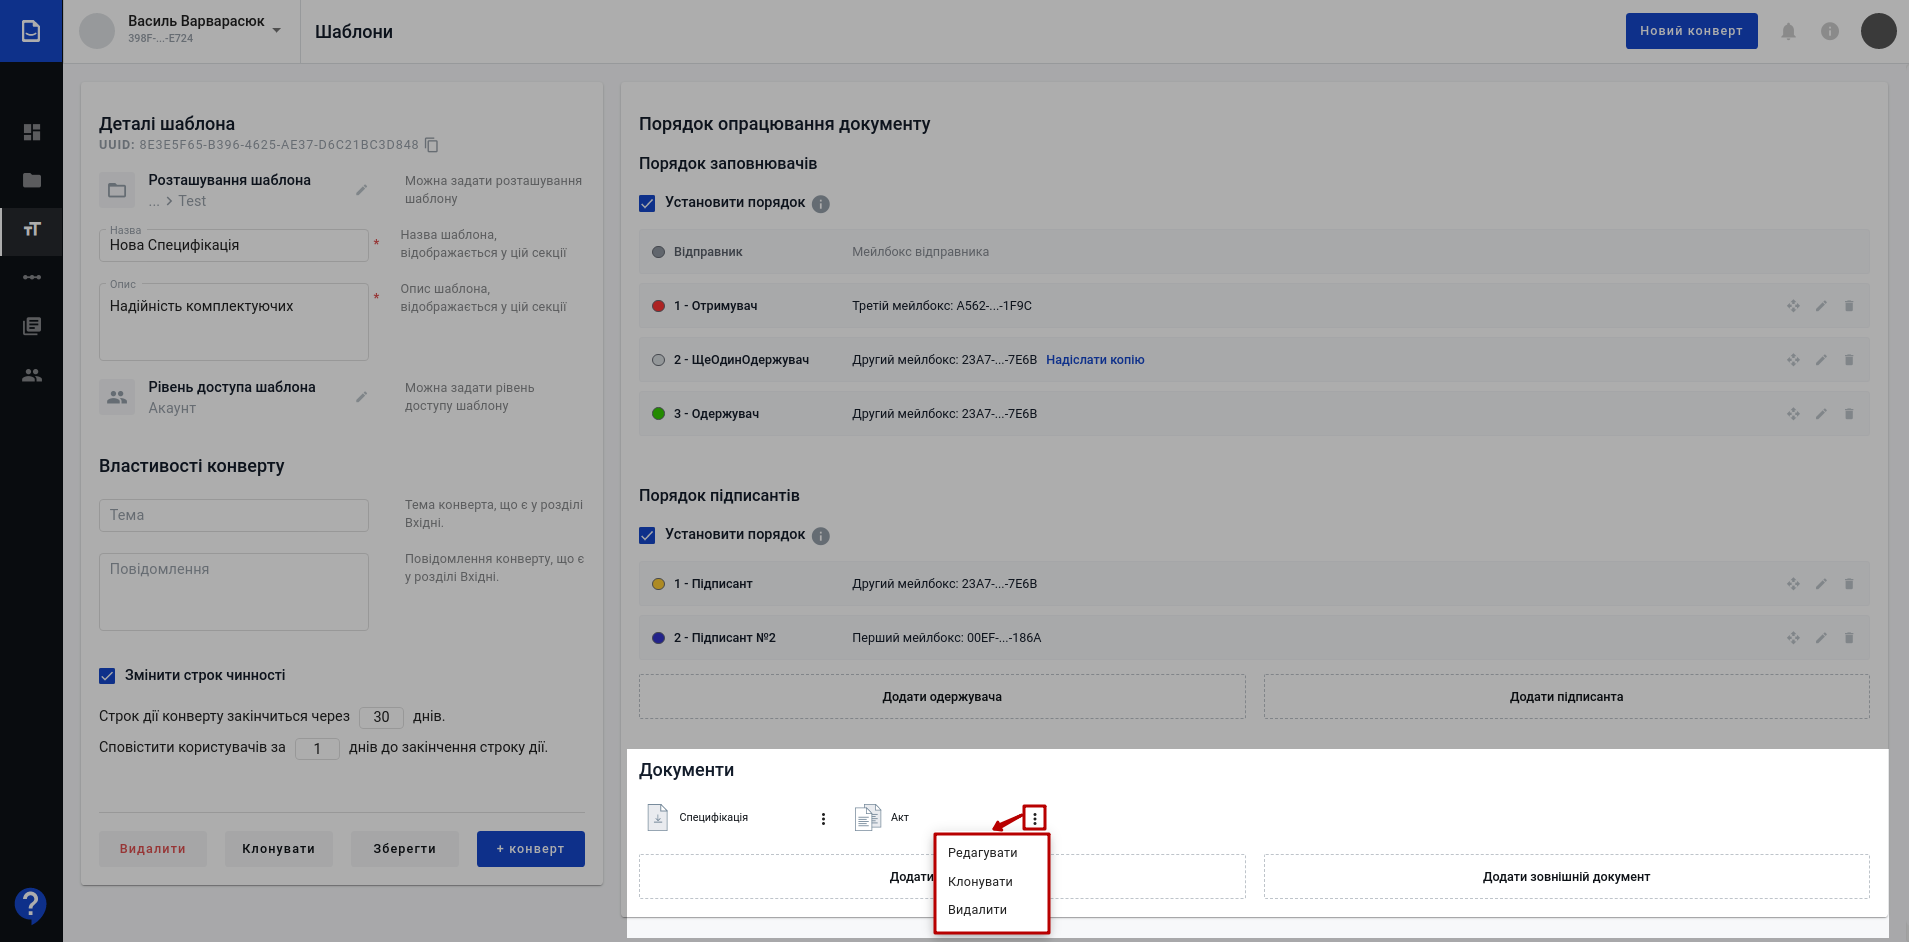 Василь Варварасюк
398F-...-E724
Шаблони
Новий конверт
Деталі шаблона
UUID: 8E3E5F65-B396-4625-AE37-D6C21BC3D848
Розташування шаблона
... > Test
Можна задати розташування
шаблону
Назва
Нова Специфікація
*
Назва шаблона,
відображається у цій секції
Опис
Надійність комплектуючих
*
Опис шаблона,
відображається у цій секції
Рівень доступа шаблона
Акаунт
Можна задати рівень
доступу шаблону
Властивості конверту
Тема
Тема конверта, що є у розділі
Вхідні.
Повідомлення
Повідомлення конверту, що є
у розділі Вхідні.
Змінити строк чинності
Строк дії конверту закінчиться через 30 днів.
Сповістити користувачів за 1 днів до закінчення строку дії.
Видалити
Клонувати
Зберегти
+ конверт
Порядок опрацювання документу
Порядок заповнювачів
Установити порядок
Відправник
Мейлбокс відправника
1 - Отримувач
Третій мейлбокс: A562-...-1F9C
2 - ЩеОдинОдержувач
Другий мейлбокс: 23A7-...-7E6B Надіслати копію
3 - Одержувач
Другий мейлбокс: 23A7-...-7E6B
Порядок підписантів
Установити порядок
1 - Підписант
Другий мейлбокс: 23A7-...-7E6B
2 - Підписант №2
Перший мейлбокс: 00EF-...-186A
Додати одержувача
Додати підписанта
Документи
Специфікація
Акт
Редагувати
Клонувати
Видалити
Додати
Додати зовнішній документ